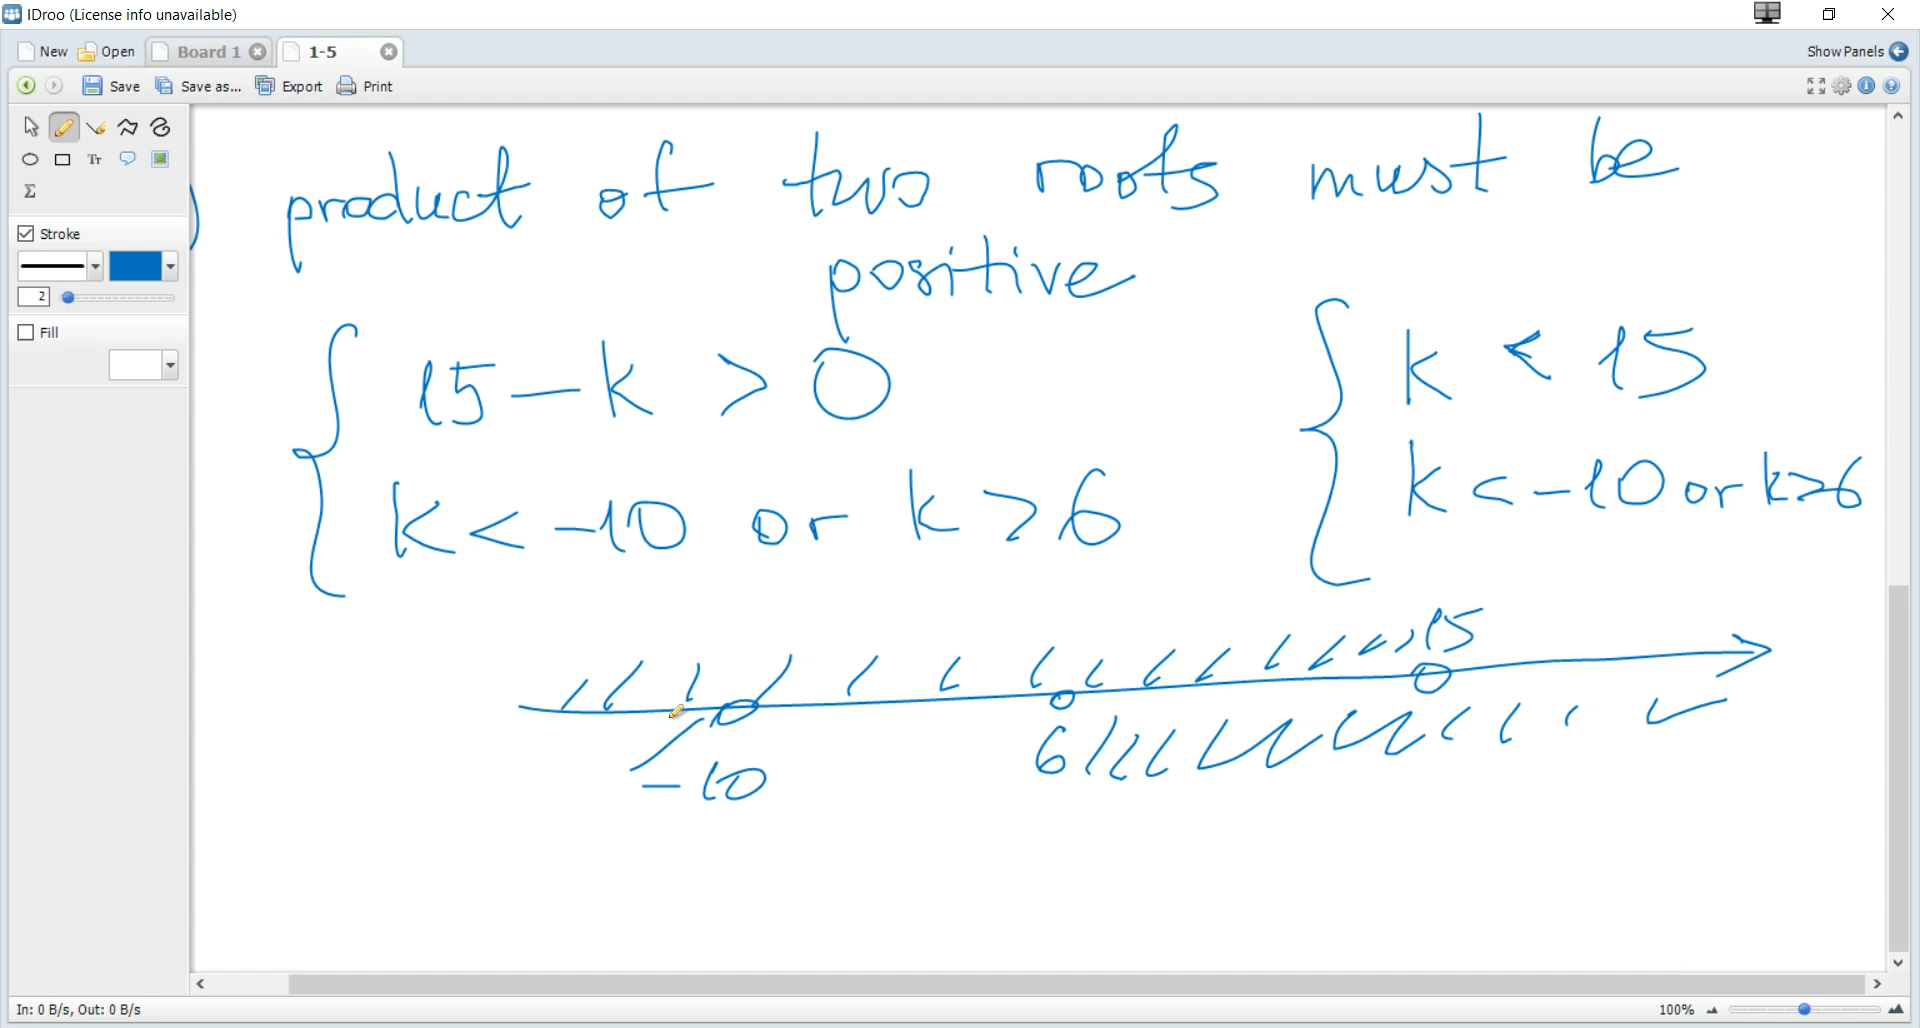 IDroo (License info unavailable)
New Open Board 1 1-5 Show Panels
Save Save as... Export Print
) product of two roots must be
positive
Tт
Σ
Stroke
2
Fill
15 - k > 0
k < -10 or k > 6
k < 15
k < -10 or k > 6
15
-10
6
In: 0 B/s, Out: 0 B/s 100%